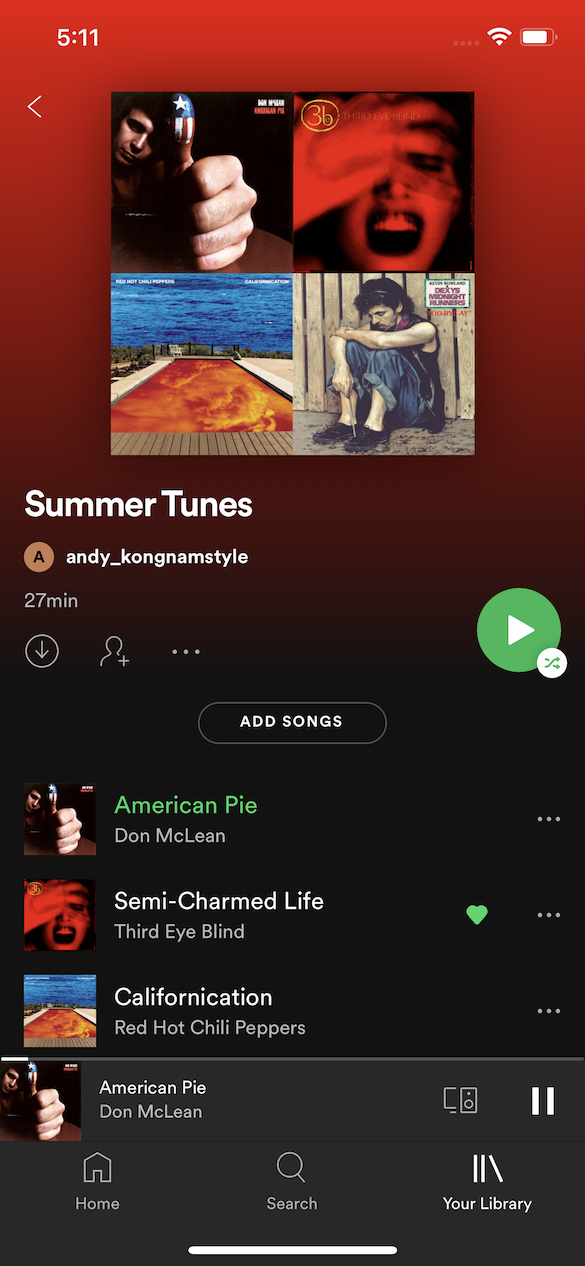 5:11
DON McLEAN
AMERICAN PIE
3b THIRD EYE BLIND
RED HOT CHILI PEPPERS
CALIFORNICATION
KEVIN ROWLAND
&
DEXYS
MIDNIGHT
RUNNERS
"TOO-RYE-AY"
Summer Tunes
A andy_kongnamstyle
27min
ADD SONGS
American Pie
Don McLean
3b
Semi-Charmed Life
Third Eye Blind
Californication
Red Hot Chili Peppers
American Pie
Don McLean
Home
Search
Your Library